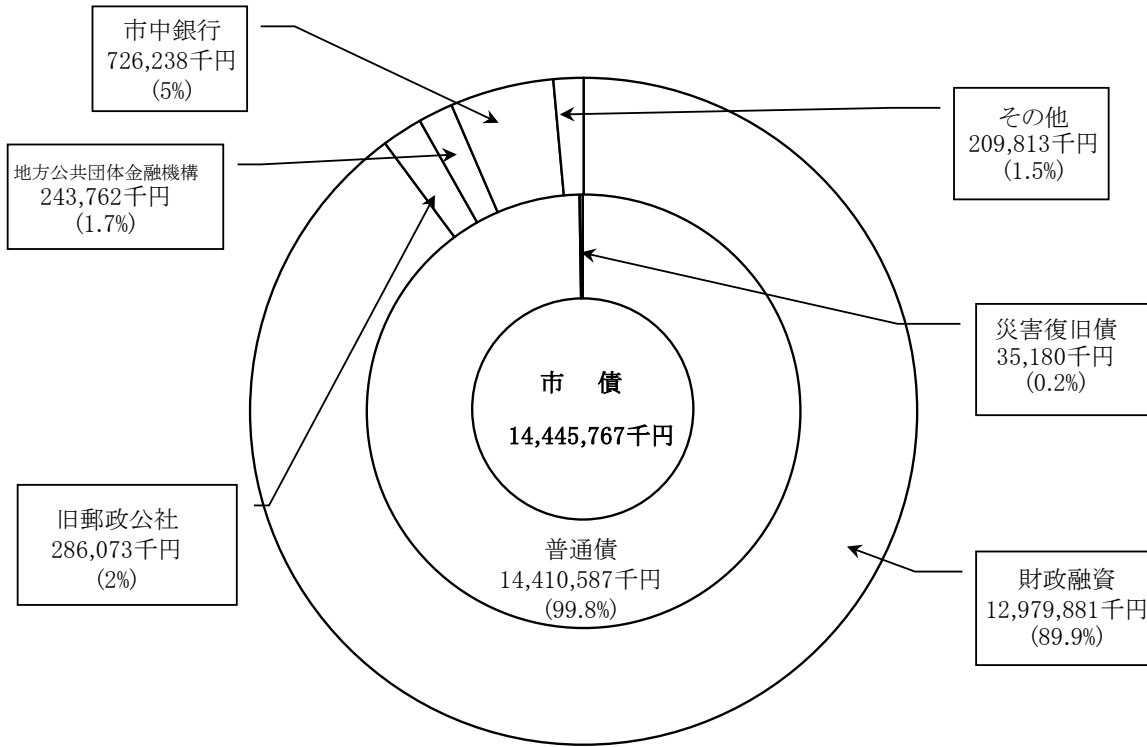 市中銀行
726,238千円
(5%)
地方公共団体金融機構
243,762千円
(1.7%)
その他
209,813千円
(1.5%)
災害復旧債
35,180千円
(0.2%)
市 債
14,445,767千円
旧郵政公社
286,073千円
(2%)
普通債
14,410,587千円
(99.8%)
財政融資
12,979,881千円
(89.9%)